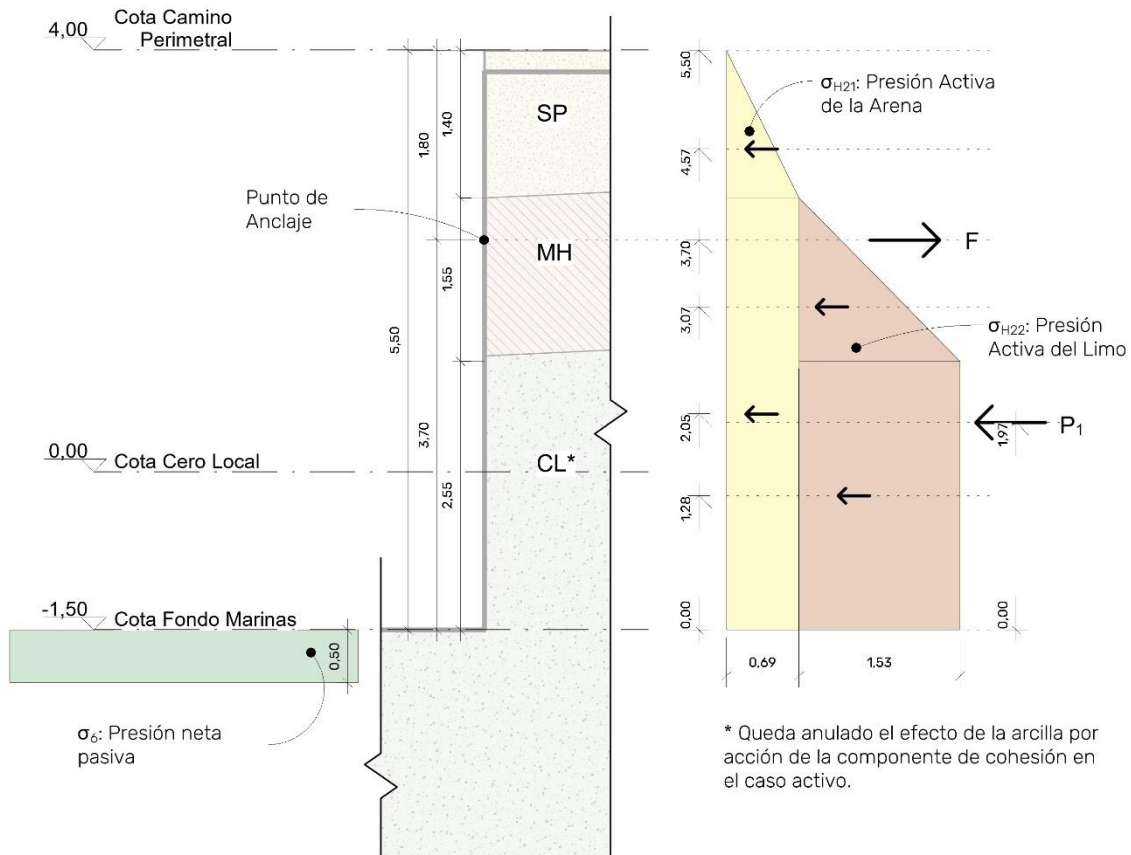 Cota Camino
Perimetral
4,00
SP
MH
CL*
Punto de
Anclaje
1,80
1,40
1,55
5,50
3,70
2,55
0,00
Cota Cero Local
-1,50
Cota Fondo Marinas
0,50
σ6: Presión neta
pasiva
5,50
4,57
3,70
3,07
2,05
1,28
0,00
σH21: Presión Activa
de la Arena
F
σH22: Presión
Activa del Limo
P1
1,97
0,00
0,69
1,53
* Queda anulado el efecto de la arcilla por
acción de la componente de cohesión en
el caso activo.